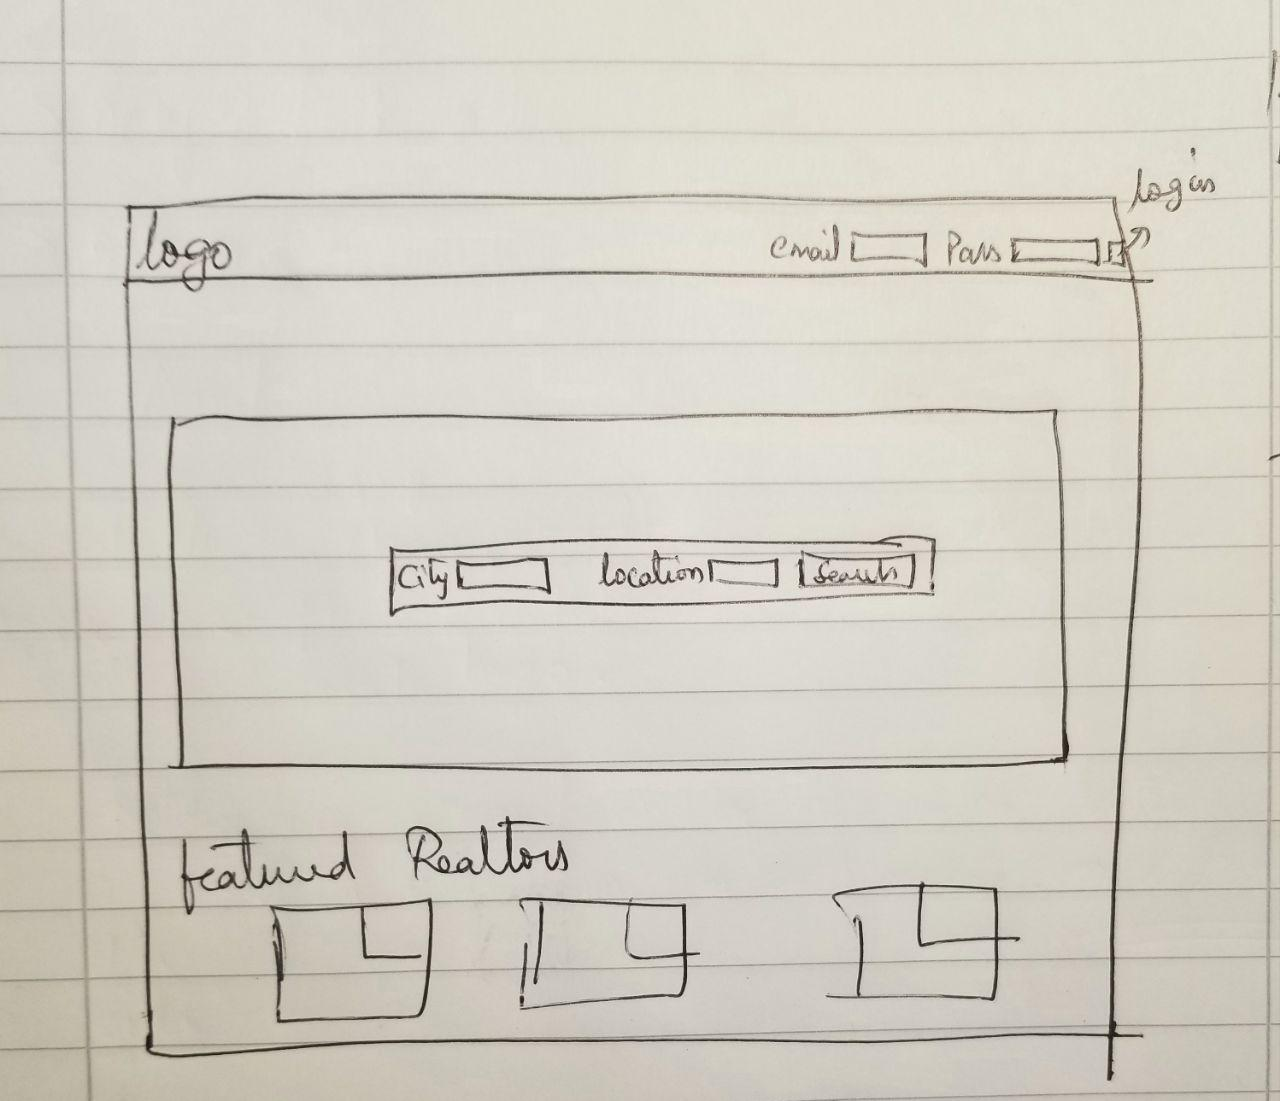 login
logo email Pass
City location Search
featured Realtors